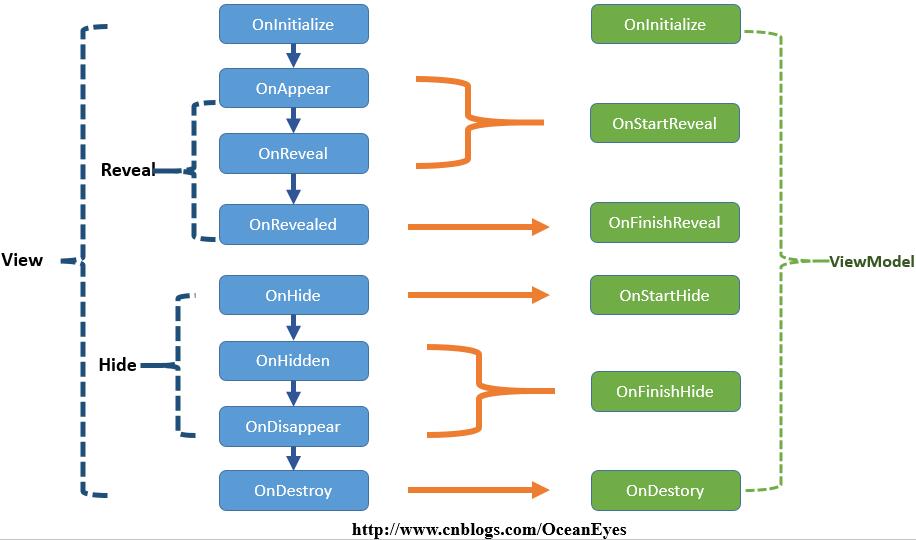 OnInitialize
OnInitialize
OnAppear
OnStartReveal
OnReveal
Reveal
OnRevealed
OnFinishReveal
View
ViewModel
OnHide
OnStartHide
OnHidden
Hide
OnFinishHide
OnDisappear
OnDestroy
OnDestory
http://www.cnblogs.com/OceanEyes